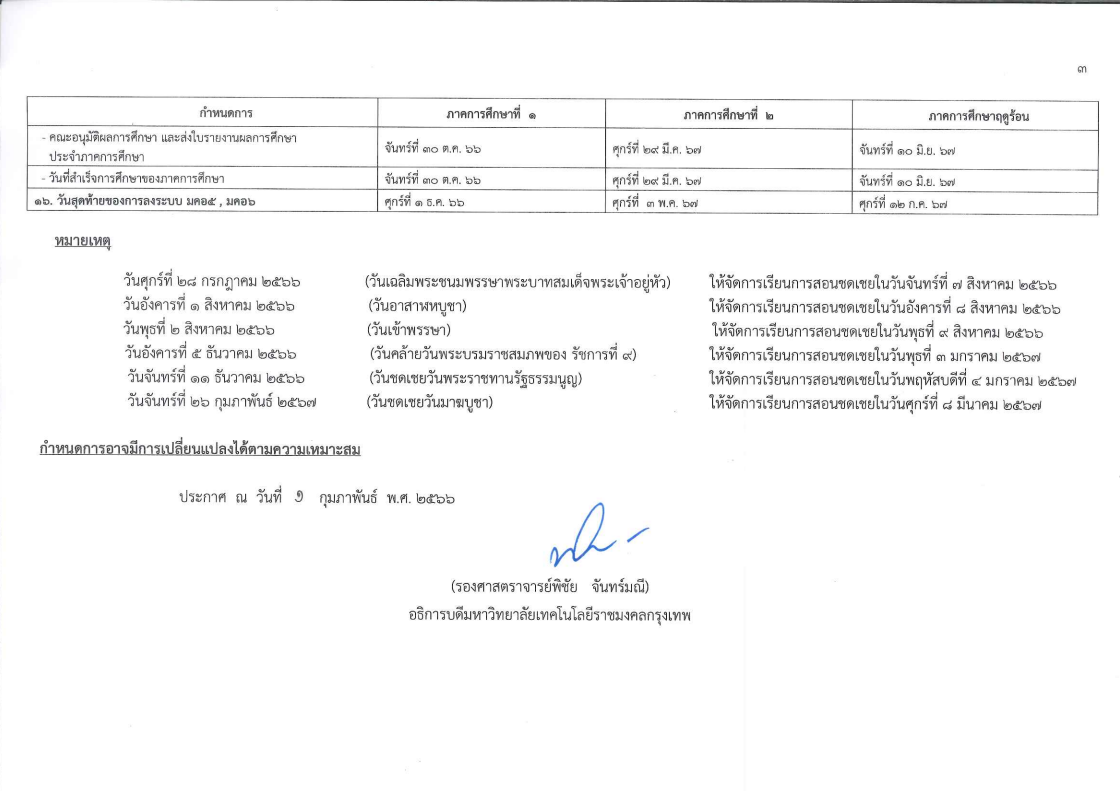 ๓
กำหนดการ ภาคการศึกษาที่ ๑ ภาคการศึกษาที่ ๒ ภาคการศึกษาฤดูร้อน
- คณะอนุมัติผลการศึกษา และส่งใบรายงานผลการศึกษา
ประจำภาคการศึกษา จันทร์ที่ ๓๐ ต.ค. ๖๖ ศุกร์ที่ ๒๙ มี.ค. ๖๗ จันทร์ที่ ๑๐ มิ.ย. ๖๗
- วันที่สำเร็จการศึกษาของภาคการศึกษา จันทร์ที่ ๓๐ ต.ค. ๖๖ ศุกร์ที่ ๒๙ มี.ค. ๖๗ จันทร์ที่ ๑๐ มิ.ย. ๖๗
๑๖. วันสุดท้ายของการลงระบบ มคอ๕ , มคอ๖ ศุกร์ที่ ๑ ธ.ค. ๖๖ ศุกร์ที่ ๓ พ.ค. ๖๗ ศุกร์ที่ ๑๒ ก.ค. ๖๗
หมายเหตุ
วันศุกร์ที่ ๒๘ กรกฎาคม ๒๕๖๖ (วันเฉลิมพระชนมพรรษาพระบาทสมเด็จพระเจ้าอยู่หัว) ให้จัดการเรียนการสอนชดเชยในวันจันทร์ที่ ๗ สิงหาคม ๒๕๖๖
วันอังคารที่ ๑ สิงหาคม ๒๕๖๖ (วันอาสาฬหบูชา) ให้จัดการเรียนการสอนชดเชยในวันอังคารที่ ๘ สิงหาคม ๒๕๖๖
วันพุธที่ ๒ สิงหาคม ๒๕๖๖ (วันเข้าพรรษา) ให้จัดการเรียนการสอนชดเชยในวันพุธที่ ๙ สิงหาคม ๒๕๖๖
วันอังคารที่ ๕ ธันวาคม ๒๕๖๖ (วันคล้ายวันพระบรมราชสมภพของ รัชการที่ ๙) ให้จัดการเรียนการสอนชดเชยในวันพุธที่ ๓ มกราคม ๒๕๖๗
วันจันทร์ที่ ๑๑ ธันวาคม ๒๕๖๖ (วันชดเชยวันพระราชทานรัฐธรรมนูญ) ให้จัดการเรียนการสอนชดเชยในวันพฤหัสบดีที่ ๔ มกราคม ๒๕๖๗
วันจันทร์ที่ ๒๖ กุมภาพันธ์ ๒๕๖๗ (วันชดเชยวันมาฆบูชา) ให้จัดการเรียนการสอนชดเชยในวันศุกร์ที่ ๘ มีนาคม ๒๕๖๗
กำหนดการอาจมีการเปลี่ยนแปลงได้ตามความเหมาะสม
ประกาศ ณ วันที่ ๑ กุมภาพันธ์ พ.ศ. ๒๕๖๖
(รองศาสตราจารย์พิชัย จันทร์มณี)
อธิการบดีมหาวิทยาลัยเทคโนโลยีราชมงคลกรุงเทพ